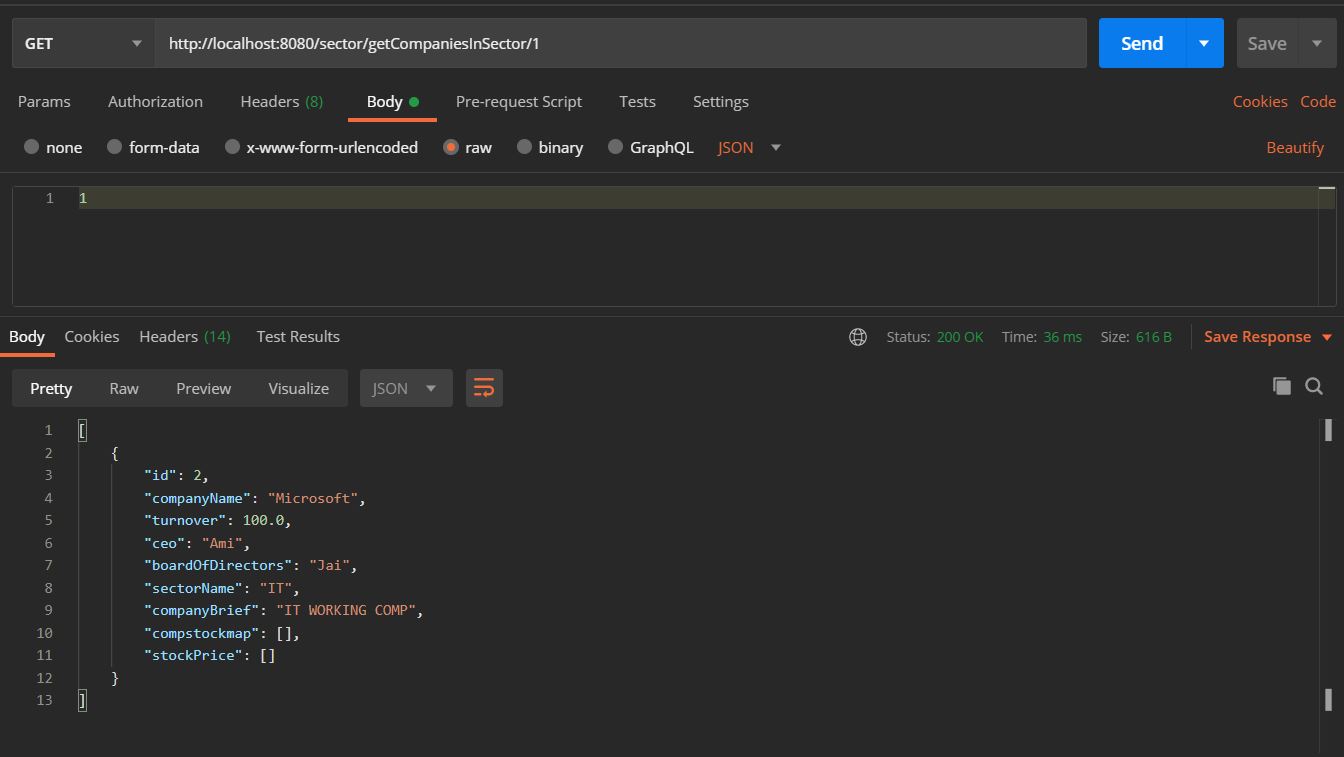 GET http://localhost:8080/sector/getCompaniesInSector/1 Send Save
Params Authorization Headers (8) Body Pre-request Script Tests Settings Cookies Code
none form-data x-www-form-urlencoded raw binary GraphQL JSON Beautify
1 1
Body Cookies Headers (14) Test Results Status: 200 OK Time: 36 ms Size: 616 B Save Response
Pretty Raw Preview Visualize JSON
1 [
2 {
3 "id": 2,
4 "companyName": "Microsoft",
5 "turnover": 100.0,
6 "ceo": "Ami",
7 "boardOfDirectors": "Jai",
8 "sectorName": "IT",
9 "companyBrief": "IT WORKING COMP",
10 "compstockmap": [],
11 "stockPrice": []
12 }
13 ]